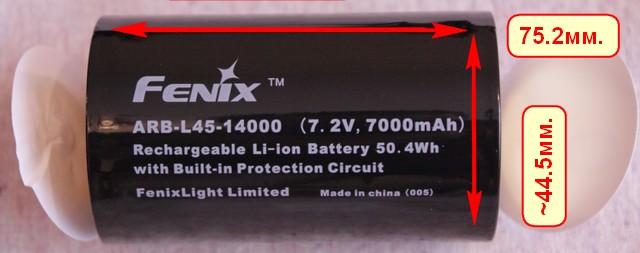 75.2мм.
FENIX™
ARB-L45-14000 (7.2V, 7000mAh)
Rechargeable Li-ion Battery 50.4Wh
with Built-in Protection Circuit
FenixLight Limited Made in china (005)
~44.5мм.